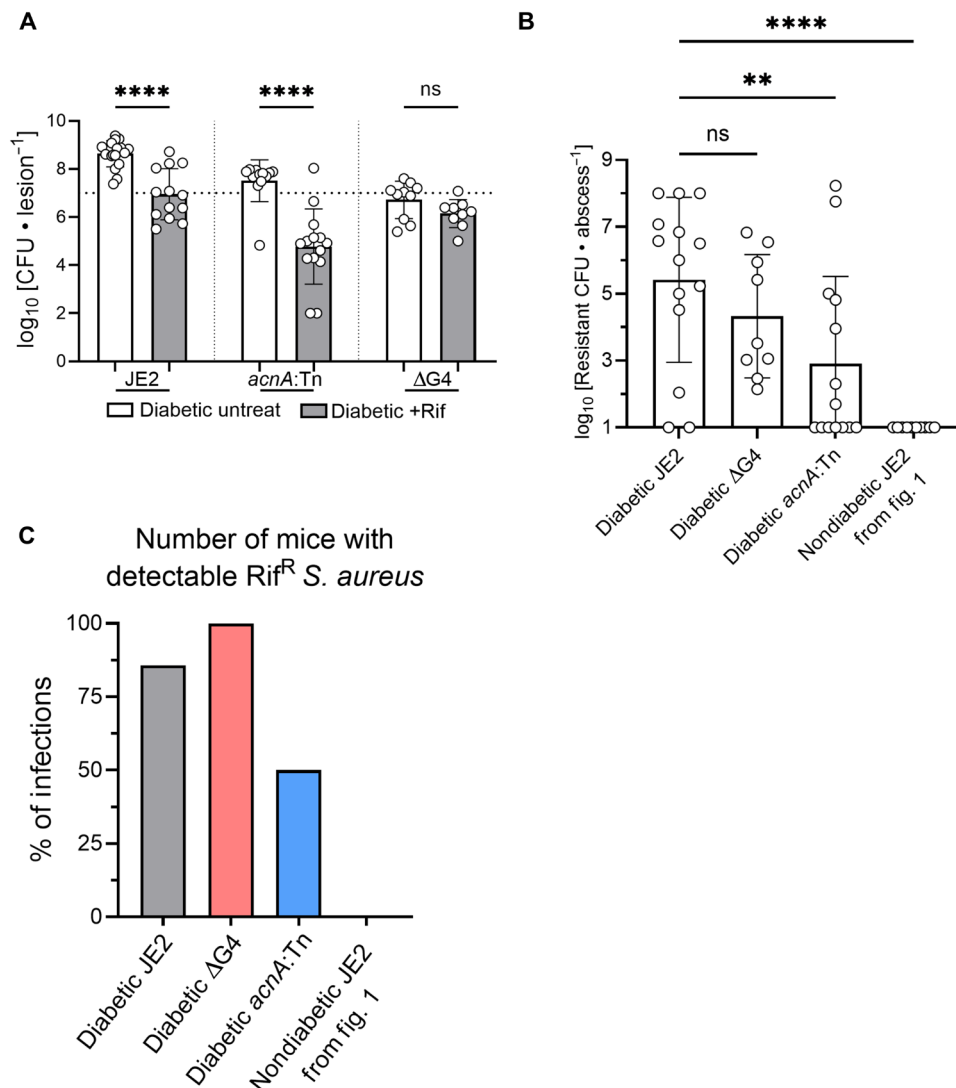 A
**** **** ns
10
8
6
4
2
0
log₁₀ [CFU • lesion⁻¹]
JE2 acnA:Tn ΔG4
Diabetic untreat Diabetic +Rif
B
****
**
ns
9
7
5
3
1
log₁₀ [Resistant CFU • abscess⁻¹]
Diabetic JE2
Diabetic ΔG4
Diabetic acnA:Tn
Nondiabetic JE2
from fig. 1
C
Number of mice with
detectable Rifᴿ S. aureus
100
75
50
25
0
% of infections
Diabetic JE2
Diabetic ΔG4
Diabetic acnA:Tn
Nondiabetic JE2
from fig. 1